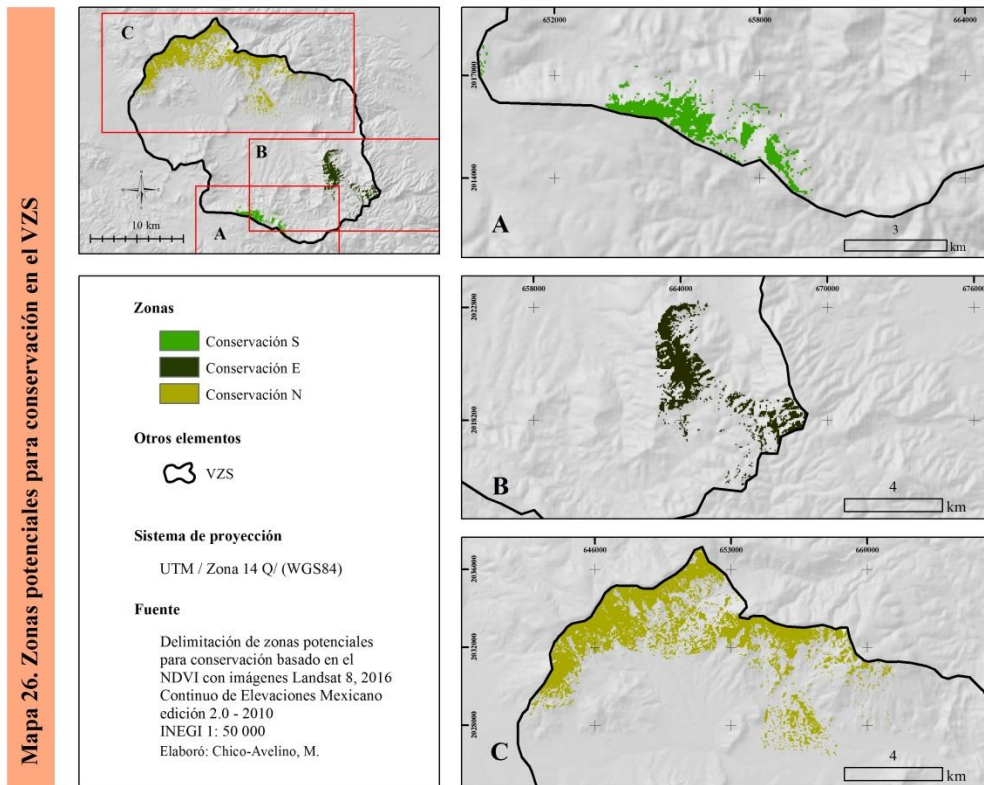 Mapa 26. Zonas potenciales para conservación en el VZS
C
B
A
10 km
Zonas
Conservación S
Conservación E
Conservación N
Otros elementos
VZS
Sistema de proyección
UTM / Zona 14 Q/ (WGS84)
Fuente
Delimitación de zonas potenciales
para conservación basado en el
NDVI con imágenes Landsat 8, 2016
Continuo de Elevaciones Mexicano
edición 2.0 - 2010
INEGI 1: 50 000
Elaboró: Chico-Avelino, M.
652000
658000
664000
2017000
2014000
A
3
km
658000
664000
670000
676000
2022800
2018200
B
4
km
646000
653000
660000
2036000
2032000
2028000
C
4
km